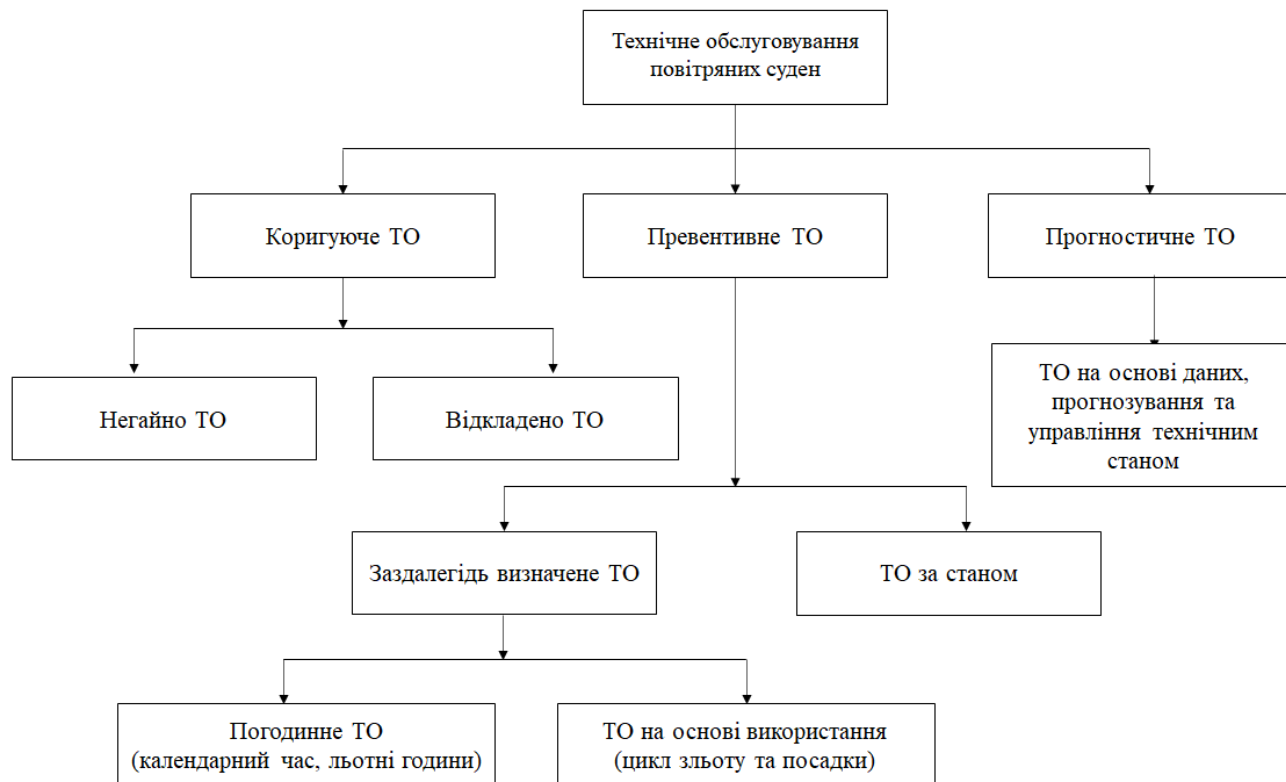 Технічне обслуговування
повітряних суден
Коригуюче ТО
Превентивне ТО
Прогностичне ТО
Негайно ТО
Відкладено ТО
ТО на основі даних,
прогнозування та
управління технічним
станом
Заздалегідь визначене ТО
ТО за станом
Погодинне ТО
(календарний час, льотні години)
ТО на основі використання
(цикл зльоту та посадки)